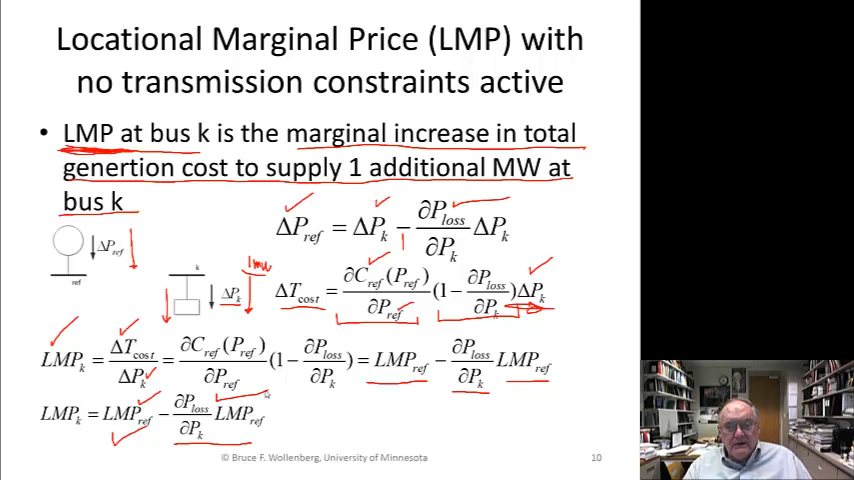 Locational Marginal Price (LMP) with
no transmission constraints active
• LMP at bus k is the marginal increase in total
genertion cost to supply 1 additional MW at
bus k
ΔP_ref = ΔP_k − ∂P_loss/∂P_k ΔP_k
ΔP_ref
ref
k
1mw
ΔP_k
ΔT_cost = ∂C_ref(P_ref)/∂P_ref (1 − ∂P_loss/∂P_k)ΔP_k
LMP_k = ΔT_cost/ΔP_k = ∂C_ref(P_ref)/∂P_ref (1 − ∂P_loss/∂P_k) = LMP_ref − ∂P_loss/∂P_k LMP_ref
LMP_k = LMP_ref − ∂P_loss/∂P_k LMP_ref
© Bruce F. Wollenberg, University of Minnesota
10